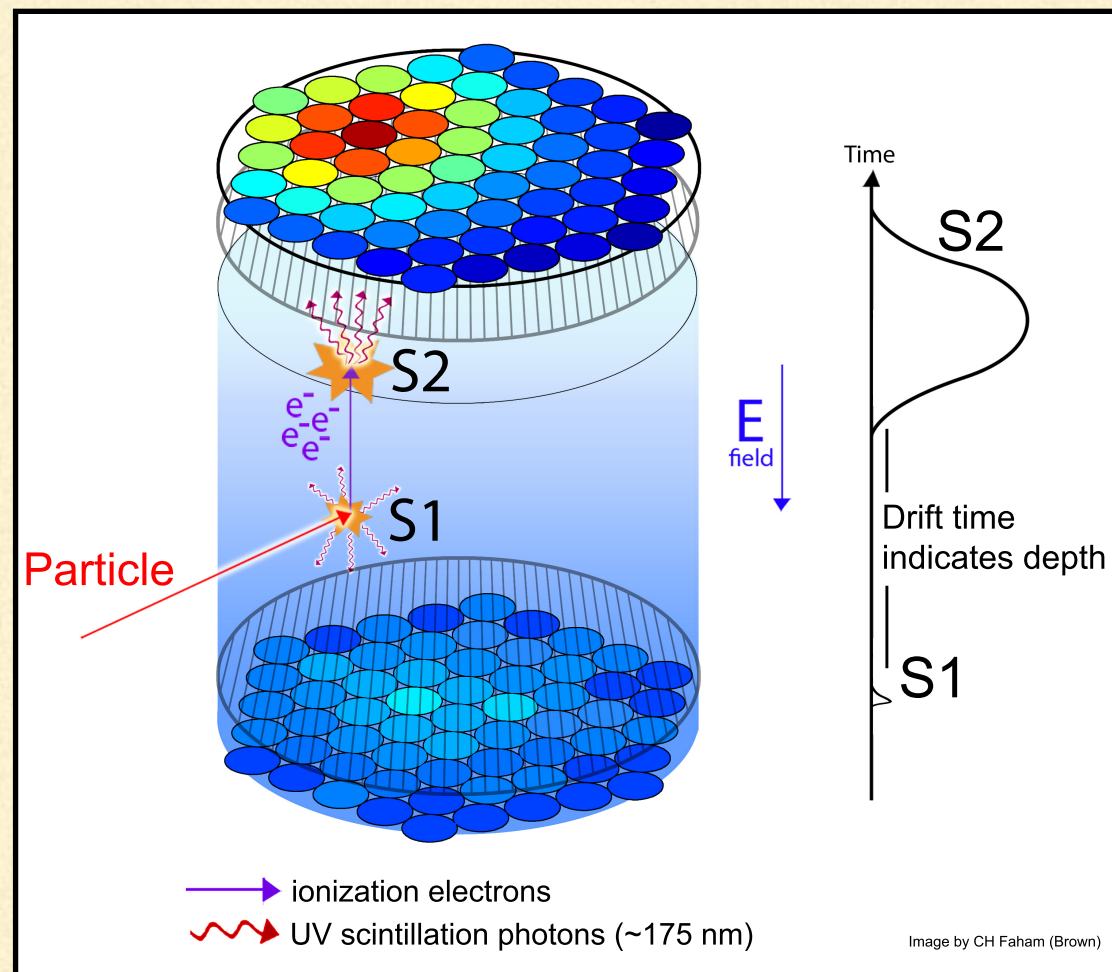 Time
S2
S2
e-
e-
e-
e-
E
field
S1
Drift time
indicates depth
Particle
S1
ionization electrons
UV scintillation photons (~175 nm)
Image by CH Faham (Brown)